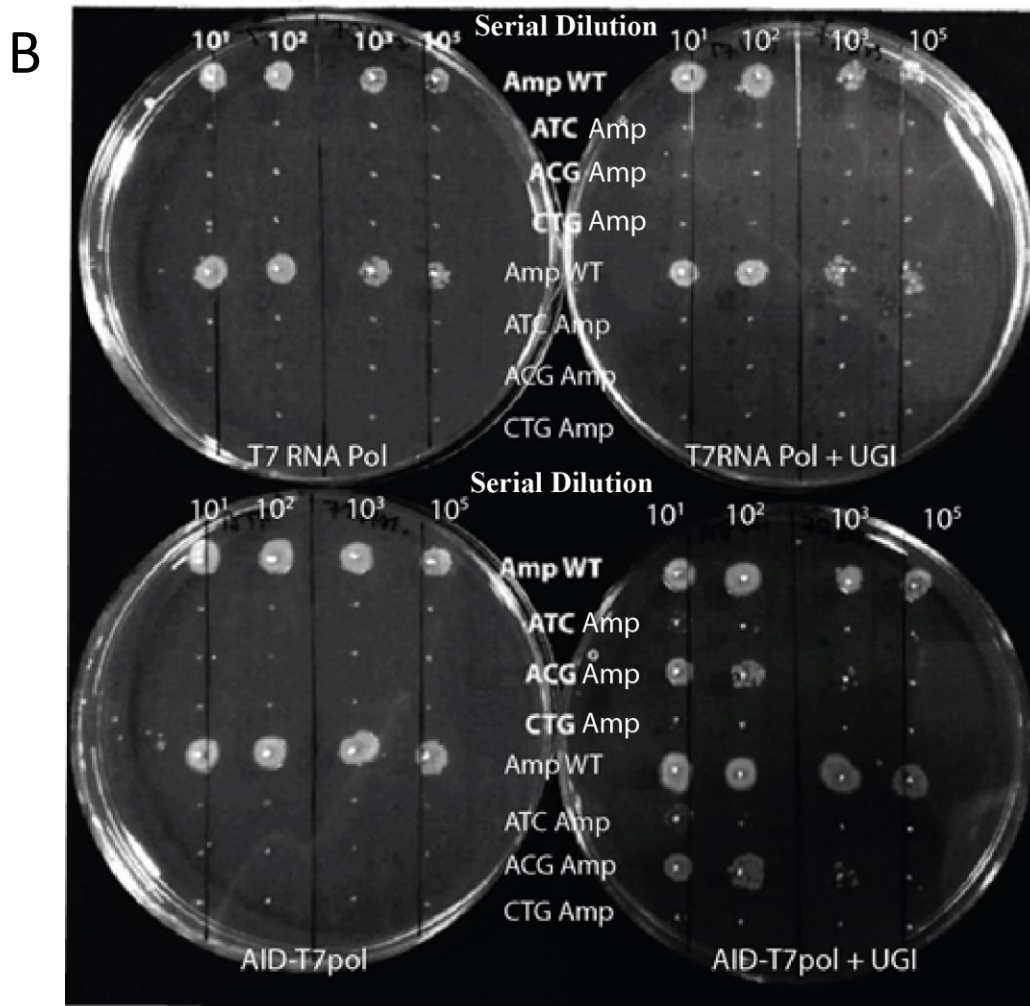 B
Serial Dilution
10¹ 10² 10³ 10⁵ 10¹ 10² 10³ 10⁵
Amp WT
ATC Amp
ACG Amp
CTG Amp
Amp WT
ATC Amp
ACG Amp
CTG Amp
T7 RNA Pol T7RNA Pol + UGI
Serial Dilution
10¹ 10² 10³ 10⁵ 10¹ 10² 10³ 10⁵
Amp WT
ATC Amp
ACG Amp
CTG Amp
Amp WT
ATC Amp
ACG Amp
CTG Amp
AID-T7pol AID-T7pol + UGI